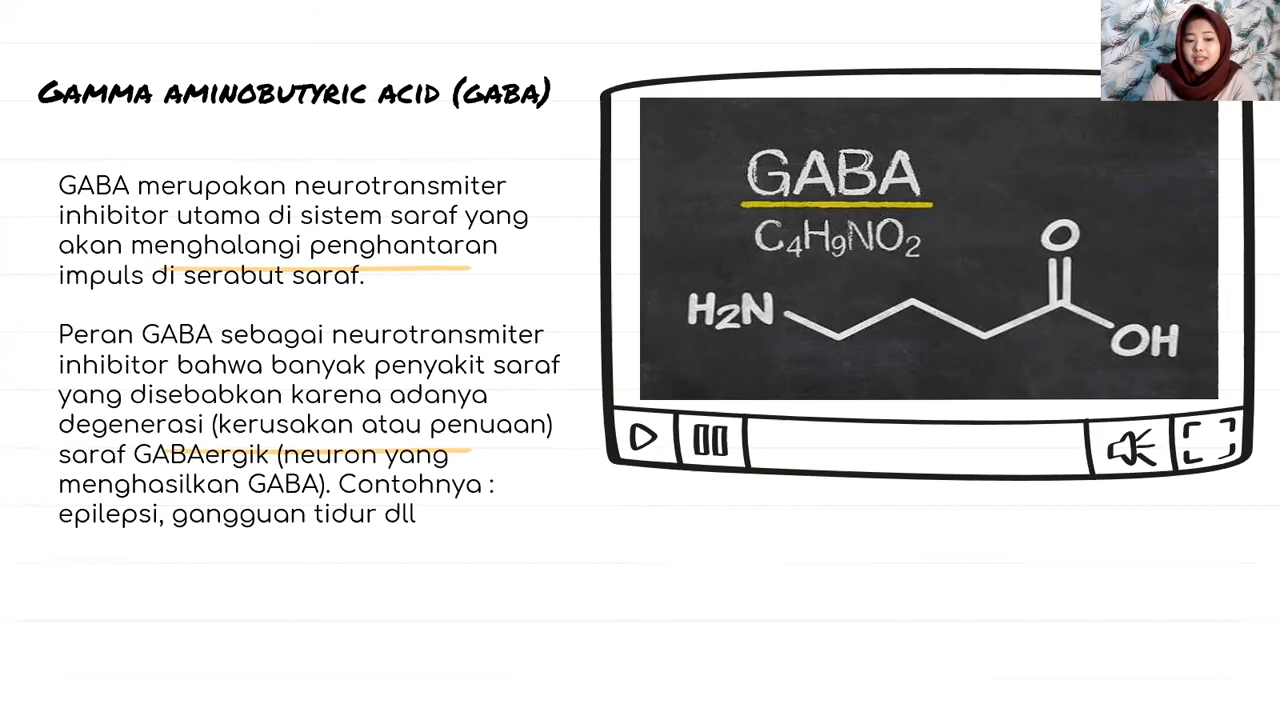 GAMMA AMINOBUTYRIC ACID (GABA)
GABA merupakan neurotransmiter
inhibitor utama di sistem saraf yang
akan menghalangi penghantaran
impuls di serabut saraf.
Peran GABA sebagai neurotransmiter
inhibitor bahwa banyak penyakit saraf
yang disebabkan karena adanya
degenerasi (kerusakan atau penuaan)
saraf GABAergik (neuron yang
menghasilkan GABA). Contohnya :
epilepsi, gangguan tidur dll
GABA
C₄H₉NO₂
O
H₂N
OH